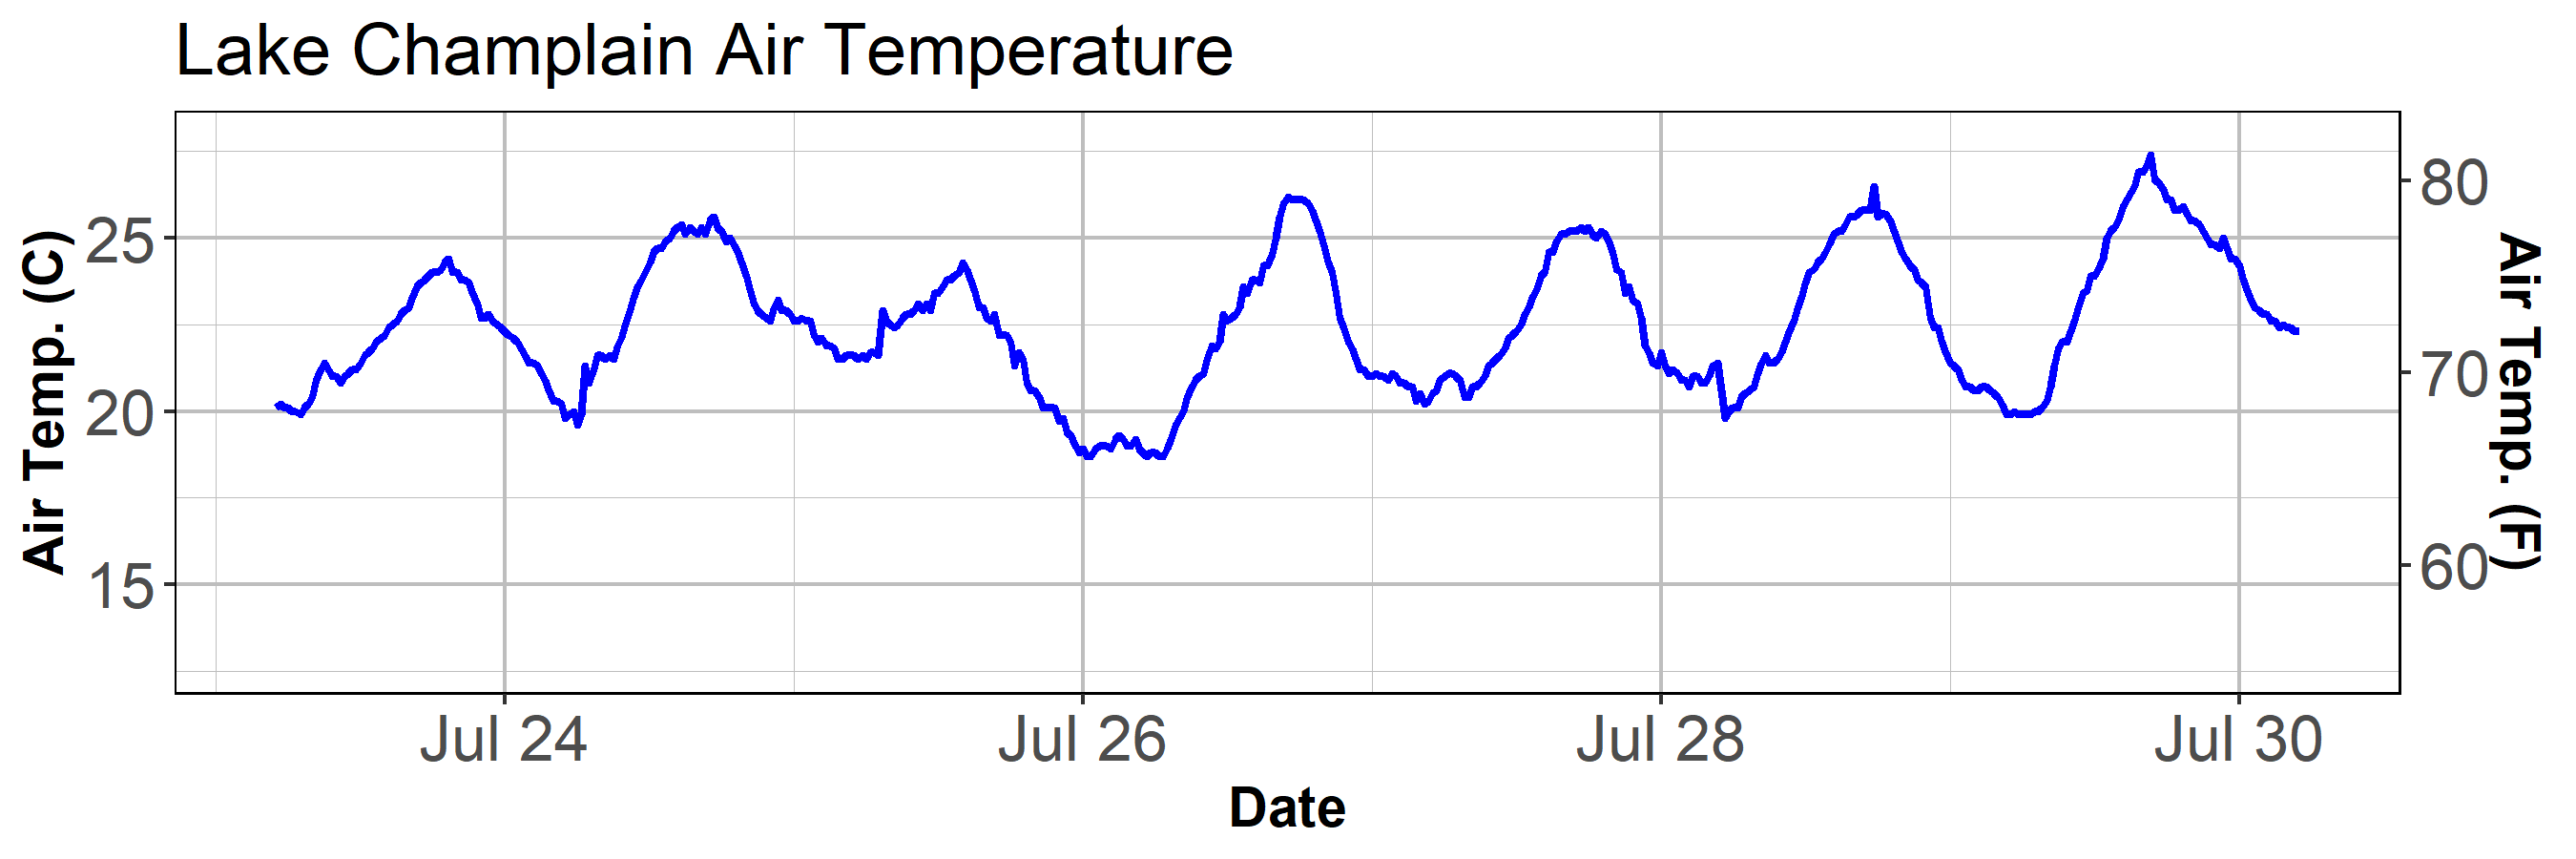 Lake Champlain Air Temperature
Air Temp. (C)
25
20
15
80
70
60
Air Temp. (F)
Jul 24 Jul 26 Jul 28 Jul 30
Date